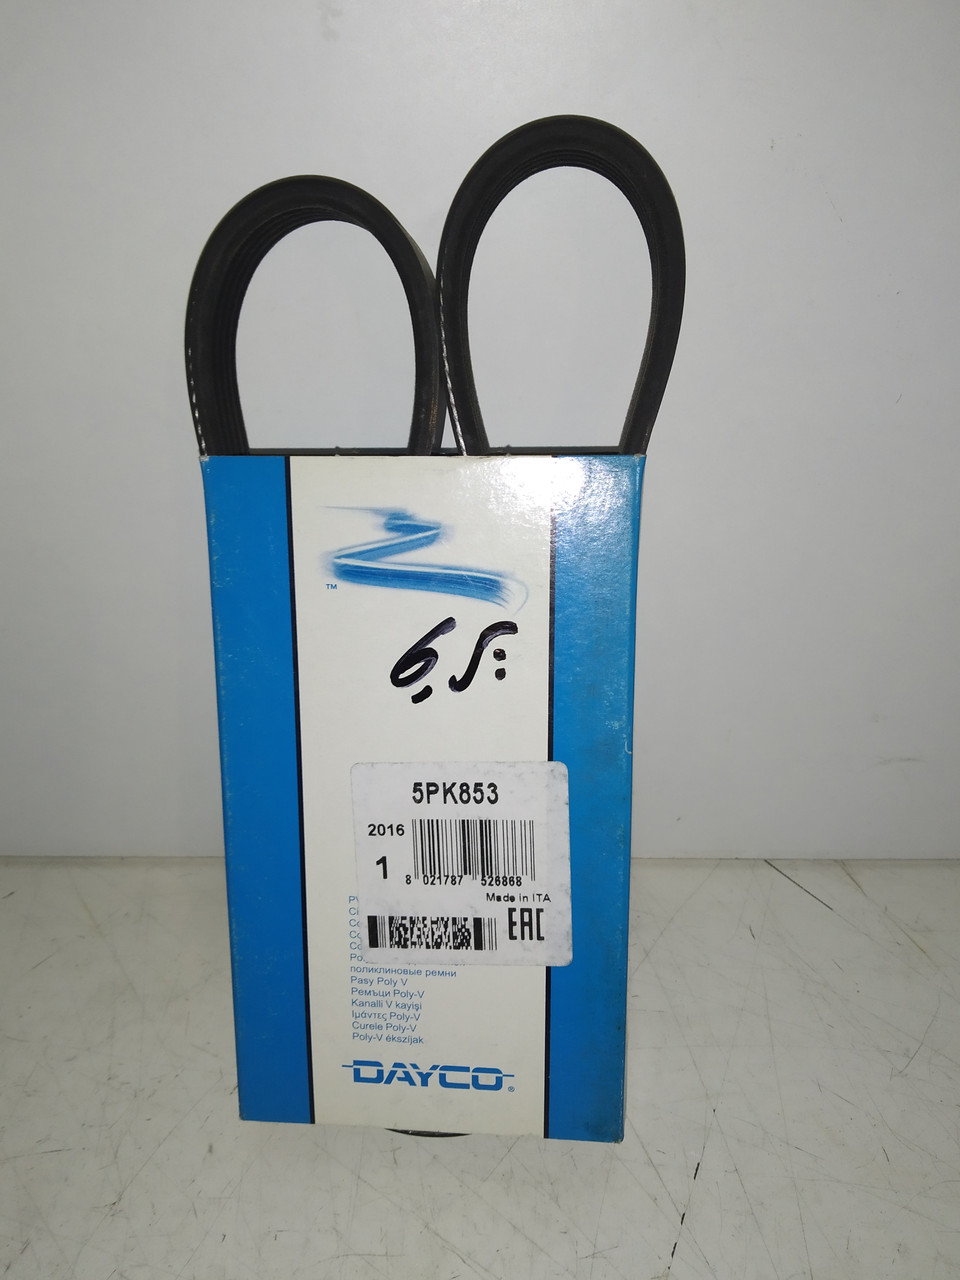 TM
5PK853
2016
1
8 021787 526868
Made in ITA
EAC
поликлиновые ремни
Pasy Poly V
Ремъци Poly-V
Kanalli V kayişi
Ιμάντες Poly-V
Curele Poly-V
Poly-V ékszíjak
DAYCO®